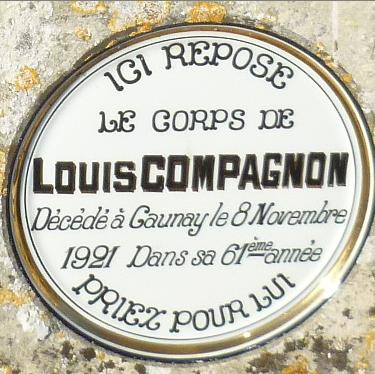 ICI REPOSE
LE CORPS DE
LOUIS COMPAGNON
Décédé à Caunay le 8 Novembre
1921 Dans sa 61ème année
PRIEZ POUR LUI